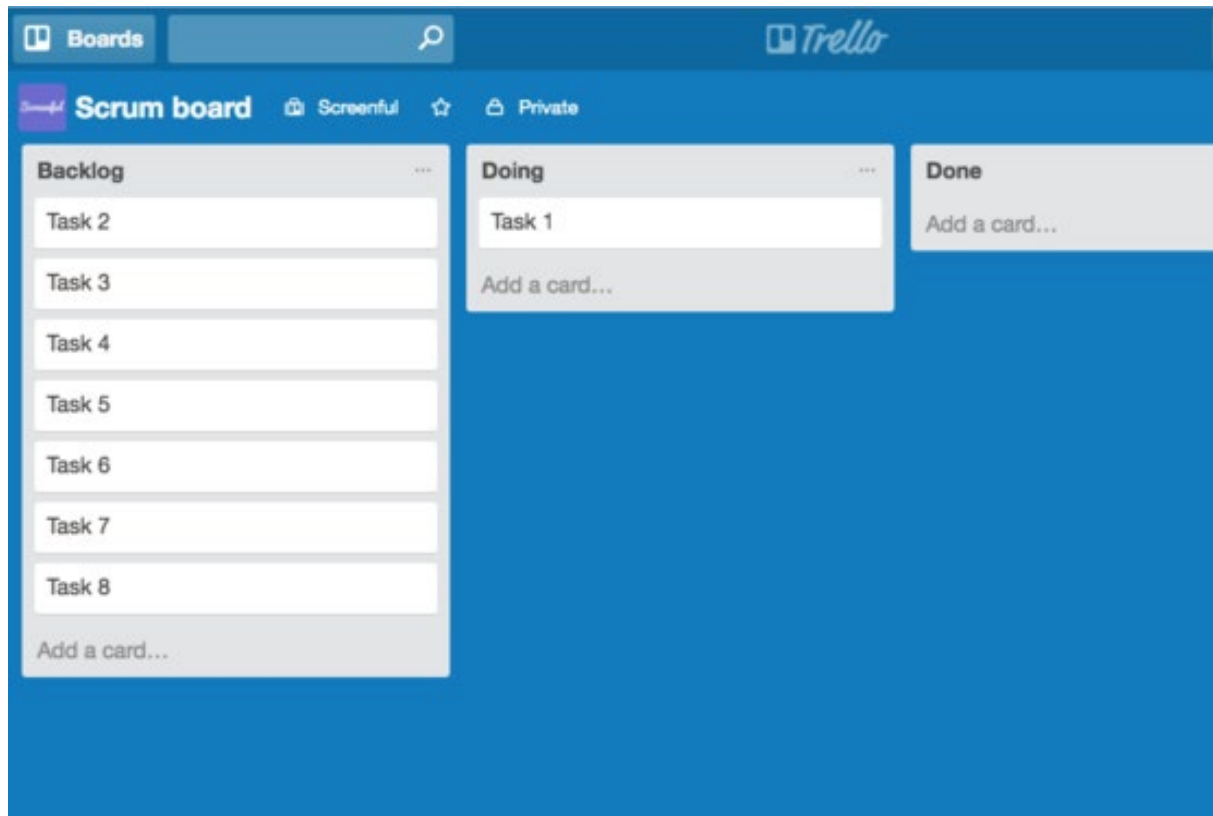 Boards
Trello
Scrum board Screenful Private
Backlog ...
Task 2
Task 3
Task 4
Task 5
Task 6
Task 7
Task 8
Add a card...
Doing ...
Task 1
Add a card...
Done
Add a card...